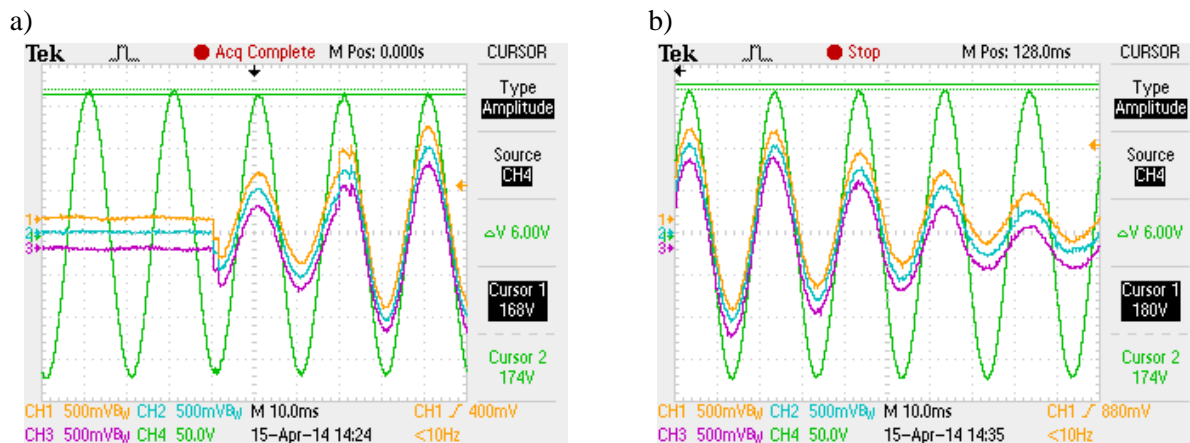 a)
Tek Acq Complete M Pos: 0.000s CURSOR
Type
Amplitude
Source
CH4
△V 6.00V
Cursor 1
168V
Cursor 2
174V
1
2
3
CH1 500mVBW CH2 500mVBW M 10.0ms CH1 ∫ 400mV
CH3 500mVBW CH4 50.0V 15-Apr-14 14:24 <10Hz
b)
Tek Stop M Pos: 128.0ms CURSOR
Type
Amplitude
Source
CH4
△V 6.00V
Cursor 1
180V
Cursor 2
174V
1
2
3
CH1 500mVBW CH2 500mVBW M 10.0ms CH1 ∫ 880mV
CH3 500mVBW CH4 50.0V 15-Apr-14 14:35 <10Hz